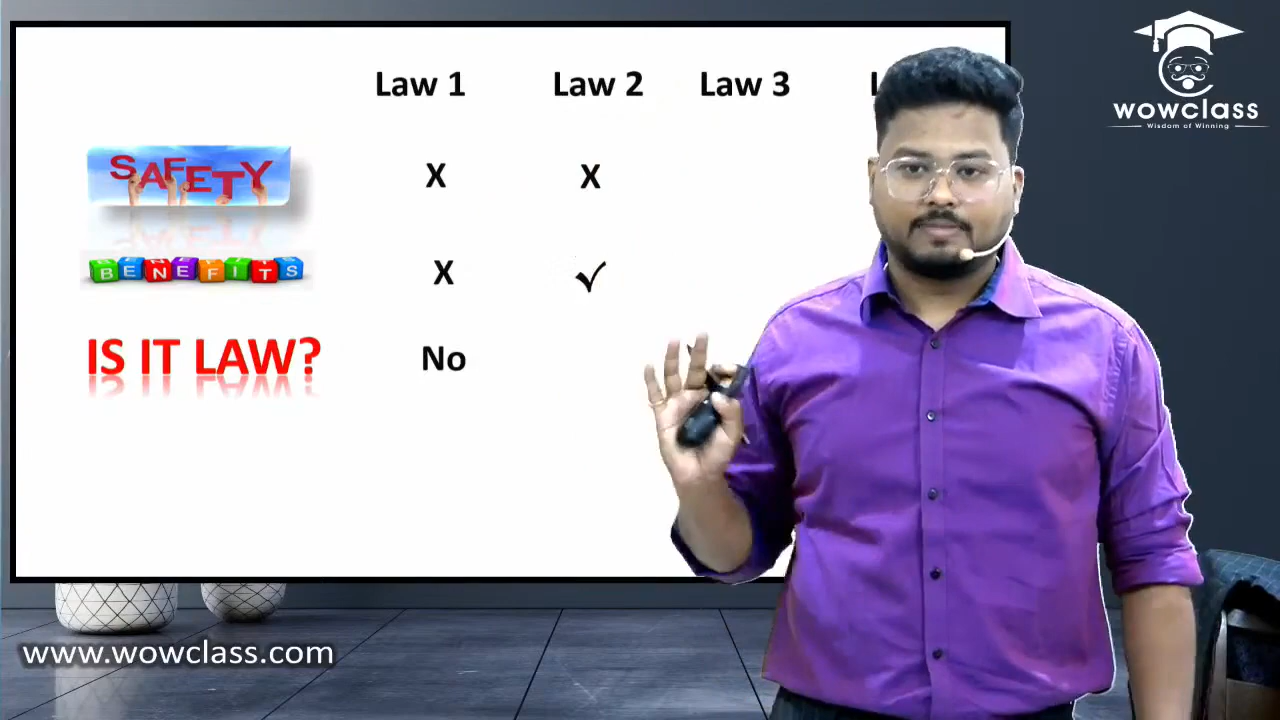 Law 1 Law 2 Law 3
SAFETY X X
BENEFITS X ✓
IS IT LAW? No
wowclass
Wisdom of Winning
www.wowclass.com